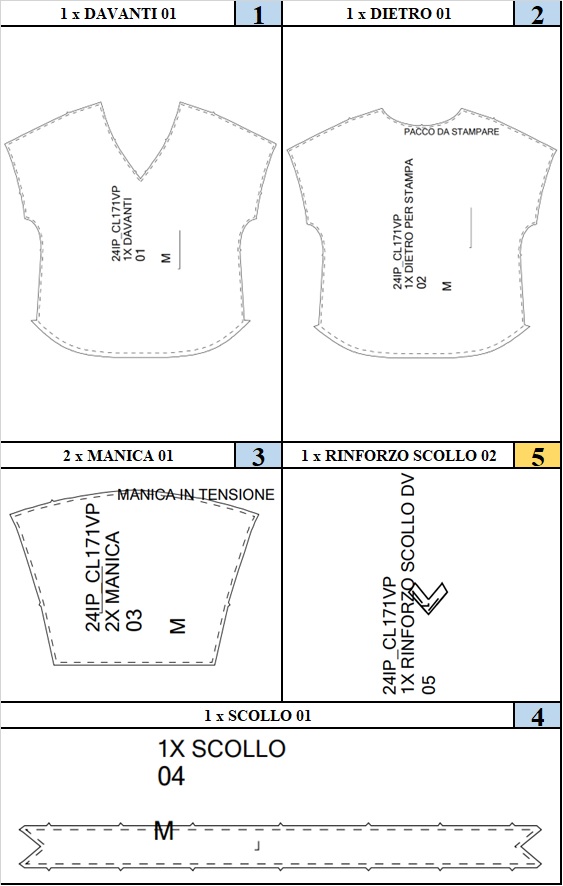 1 x DAVANTI 01
1
1 x DIETRO 01
2
24IP_CL171VP
1X DAVANTI
01
M
PACCO DA STAMPARE
24IP_CL171VP
1X DIETRO PER STAMPA
02
M
2 x MANICA 01
3
1 x RINFORZO SCOLLO 02
5
MANICA IN TENSIONE
24IP_CL171VP
2X MANICA
03
M
24IP_CL171VP
1X RINFORZO SCOLLO DV
05
1 x SCOLLO 01
4
1X SCOLLO
04
M